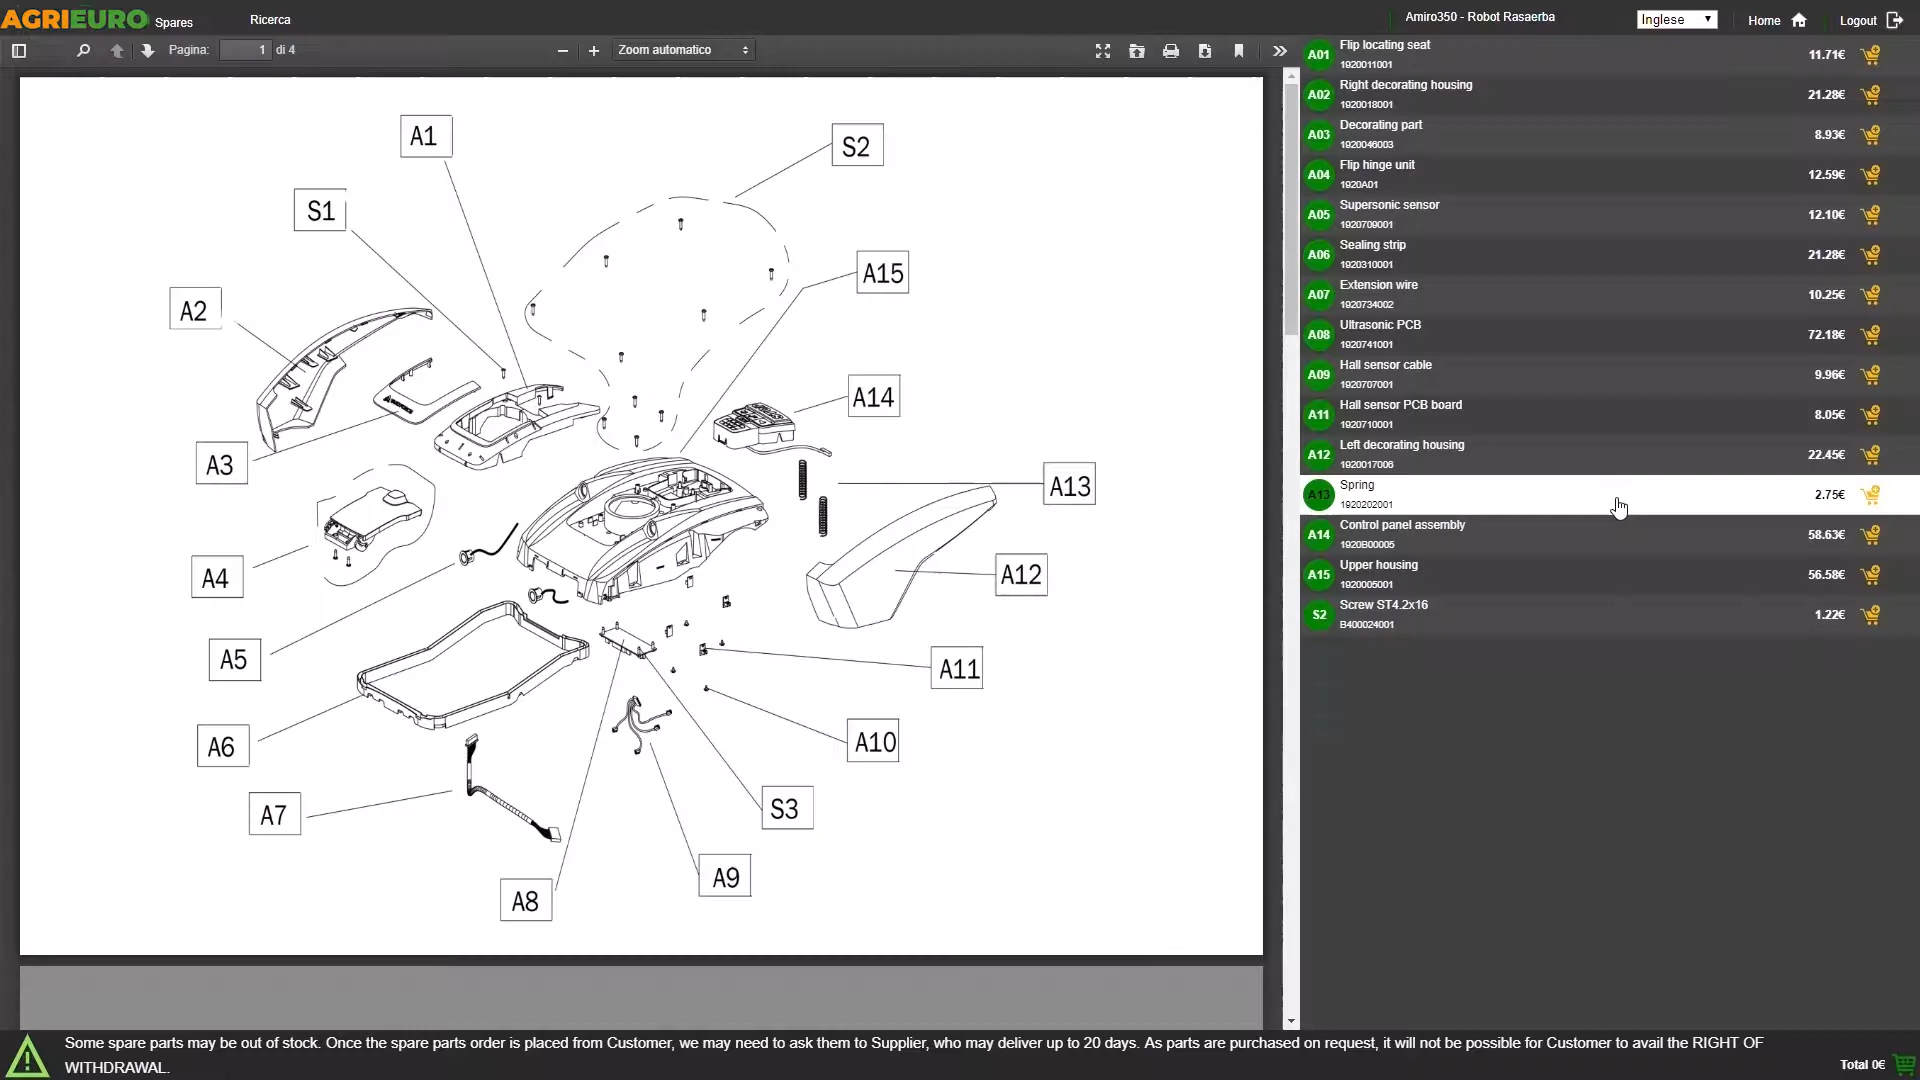 AGRIEURO Spares
Ricerca
Amiro350 - Robot Rasaerba
Inglese
Home
Logout
Pagina: 1 di 4
Zoom automatico
A1
S2
S1
A15
A2
A14
A3
A13
A4
A12
A5
A11
A6
A10
A7
S3
A9
A8
A01 Flip locating seat 11.71€
1920011001
A02 Right decorating housing 21.28€
1920018001
A03 Decorating part 8.93€
1920046003
A04 Flip hinge unit 12.59€
1920A01
A05 Supersonic sensor 12.10€
1920709001
A06 Sealing strip 21.28€
1920310001
A07 Extension wire 10.25€
1920734002
A08 Ultrasonic PCB 72.18€
1920741001
A09 Hall sensor cable 9.96€
1920707001
A11 Hall sensor PCB board 8.05€
1920710001
A12 Left decorating housing 22.45€
1920017006
A13 Spring 2.75€
1920202001
A14 Control panel assembly 58.63€
1920B00005
A15 Upper housing 56.58€
1920005001
S2 Screw ST4.2x16 1.22€
B400024001
Some spare parts may be out of stock. Once the spare parts order is placed from Customer, we may need to ask them to Supplier, who may deliver up to 20 days. As parts are purchased on request, it will not be possible for Customer to avail the RIGHT OF
WITHDRAWAL.
Total 0€